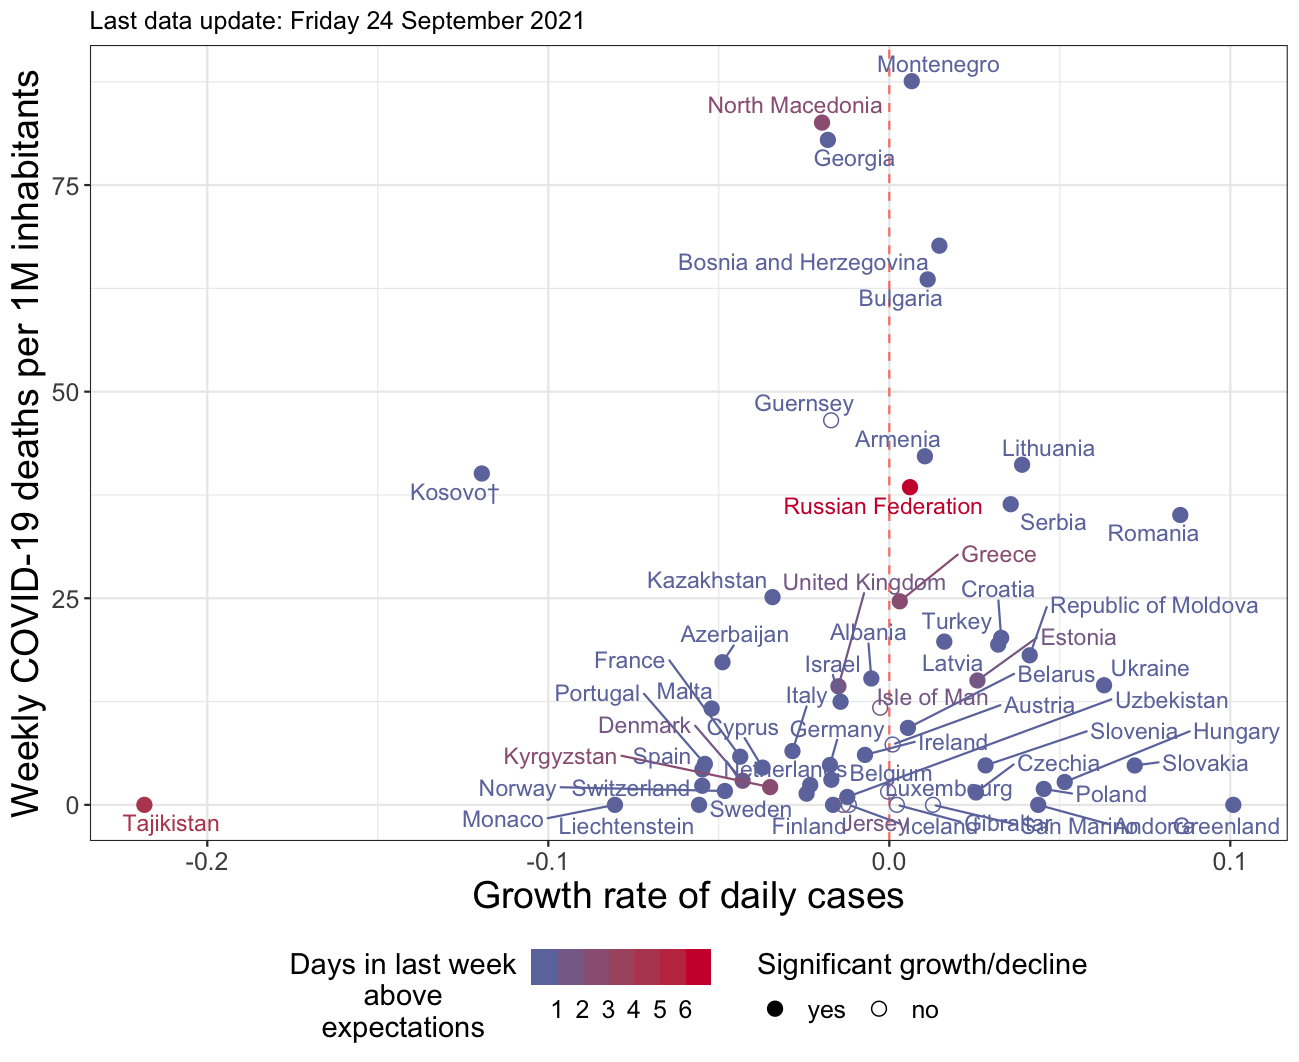 Last data update: Friday 24 September 2021
Weekly COVID-19 deaths per 1M inhabitants
75
50
25
0
Montenegro
North Macedonia
Georgia
Bosnia and Herzegovina
Bulgaria
Guernsey
Armenia
Lithuania
Kosovo†
Russian Federation
Serbia
Romania
Greece
Kazakhstan
United Kingdom
Croatia
Republic of Moldova
Turkey
Azerbaijan
Albania
Estonia
France
Israel
Latvia
Ukraine
Belarus
Portugal
Malta
Italy
Isle of Man
Uzbekistan
Austria
Denmark
Cyprus
Germany
Slovenia
Hungary
Ireland
Kyrgyzstan
Spain
Netherlands
Belgium
Czechia
Slovakia
Norway
Switzerland
Luxembourg
Poland
Sweden
Monaco
Liechtenstein
Finland
Jersey
Iceland
Gibraltar
San Marino
Andorra
Greenland
Tajikistan
-0.2
-0.1
0.0
0.1
Growth rate of daily cases
Days in last week
above
expectations
1 2 3 4 5 6
Significant growth/decline
yes
no